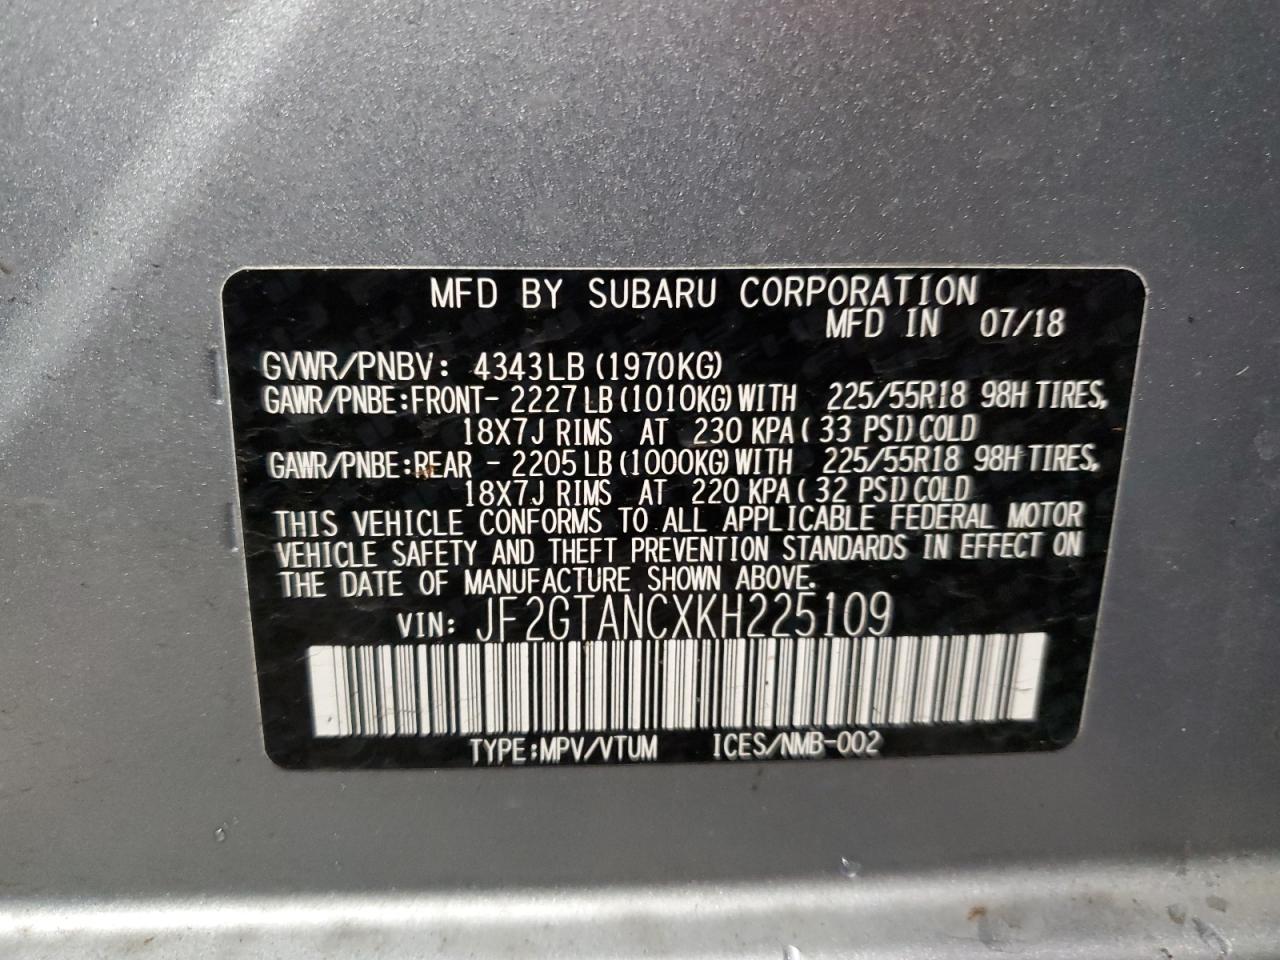 MFD BY SUBARU CORPORATION
MFD IN 07/18
GVWR/PNBV: 4343LB (1970KG)
GAWR/PNBE:FRONT- 2227LB(1010KG)WITH 225/55R18 98H TIRES,
18X7J RIMS AT 230 KPA( 33 PSI)COLD
GAWR/PNBE:REAR - 2205LB(1000KG)WITH 225/55R18 98H TIRES,
18X7J RIMS AT 220 KPA( 32 PSI)COLD
THIS VEHICLE CONFORMS TO ALL APPLICABLE FEDERAL MOTOR
VEHICLE SAFETY AND THEFT PREVENTION STANDARDS IN EFFECT ON
THE DATE OF MANUFACTURE SHOWN ABOVE.
VIN: JF2GTANCXKH225109
TYPE:MPV/VTUM ICES/NMB-002